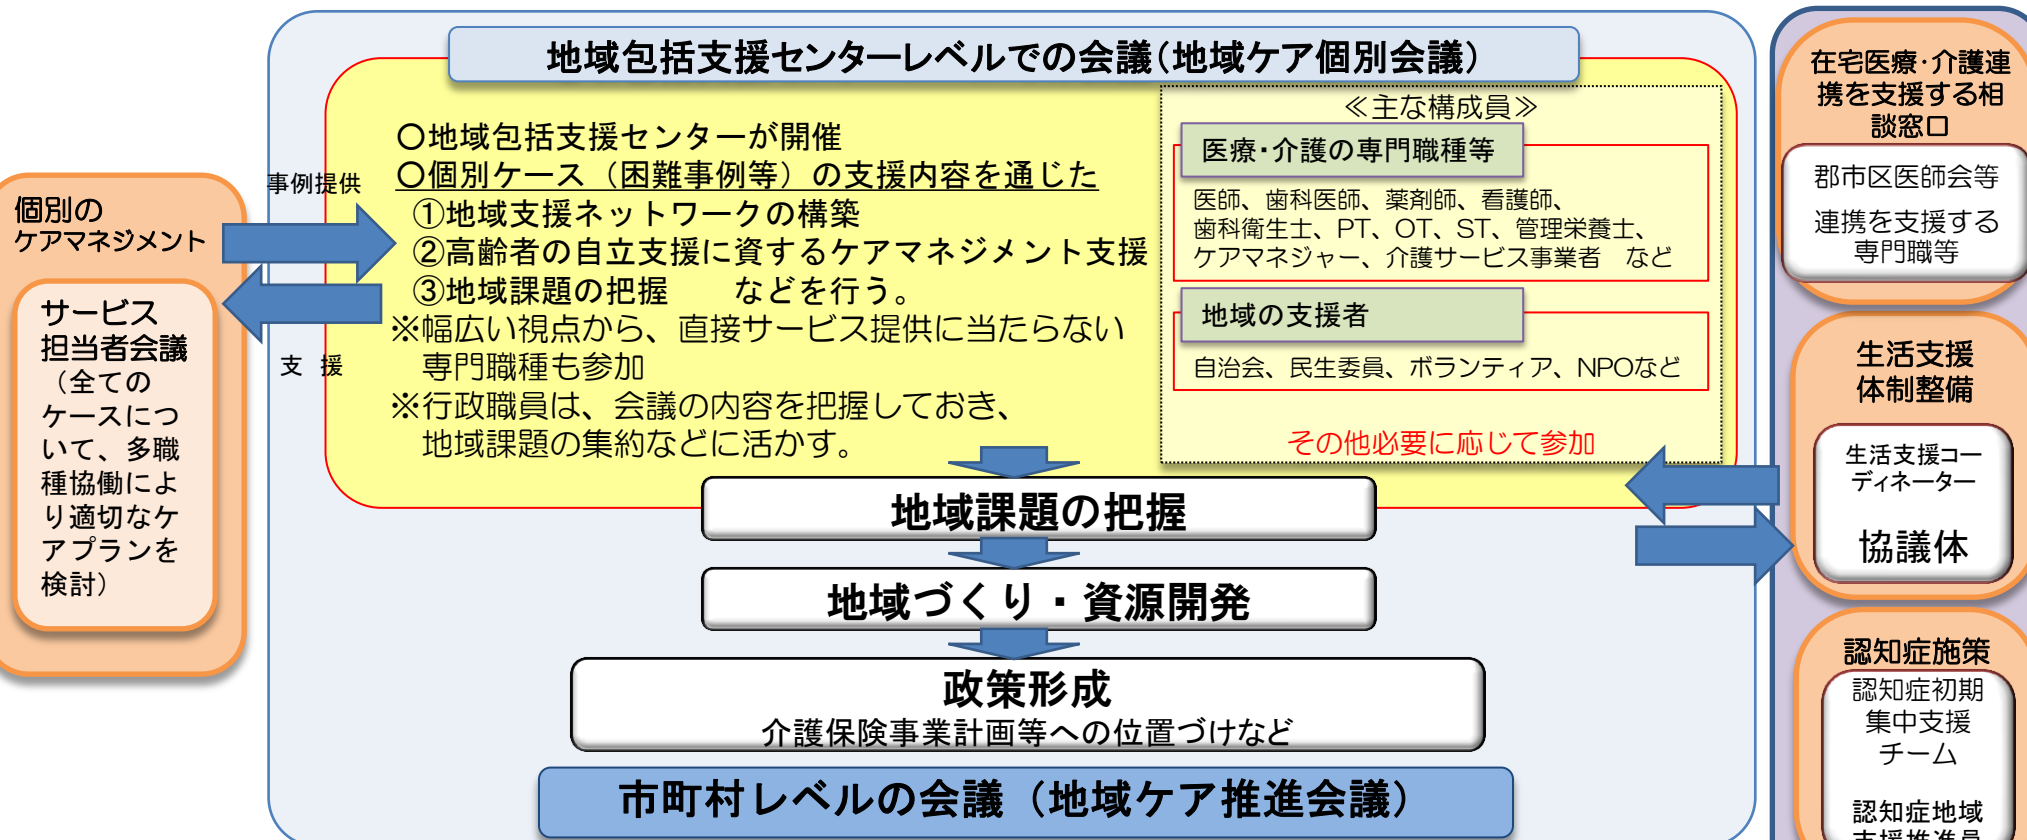 地域包括支援センターレベルでの会議（地域ケア個別会議）
個別の
ケアマネジメント
サービス
担当者会議
（全ての
ケースにつ
いて、多職
種協働によ
り適切なケ
アプランを
検討）
事例提供
支 援
〇地域包括支援センターが開催
〇個別ケース（困難事例等）の支援内容を通じた
①地域支援ネットワークの構築
②高齢者の自立支援に資するケアマネジメント支援
③地域課題の把握　　などを行う。
※幅広い視点から、直接サービス提供に当たらない
専門職種も参加
※行政職員は、会議の内容を把握しておき、
地域課題の集約などに活かす。
≪主な構成員≫
医療・介護の専門職種等
医師、歯科医師、薬剤師、看護師、
歯科衛生士、PT、OT、ST、管理栄養士、
ケアマネジャー、介護サービス事業者　など
地域の支援者
自治会、民生委員、ボランティア、NPOなど
その他必要に応じて参加
地域課題の把握
地域づくり・資源開発
政策形成
介護保険事業計画等への位置づけなど
市町村レベルの会議（地域ケア推進会議）
在宅医療・介護連
携を支援する相
談窓口
郡市区医師会等
連携を支援する
専門職等
生活支援
体制整備
生活支援コー
ディネーター
協議体
認知症施策
認知症初期
集中支援
チーム
認知症地域
支援推進員